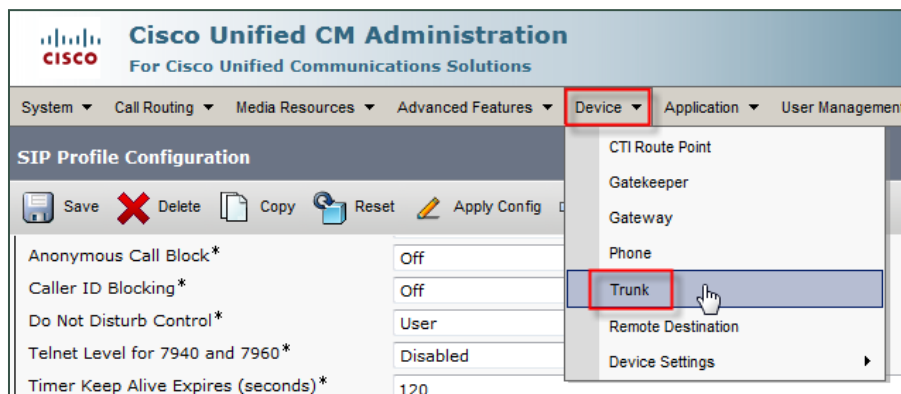 Cisco Unified CM Administration
CISCO
For Cisco Unified Communications Solutions
System Call Routing Media Resources Advanced Features Device Application User Management
SIP Profile Configuration
CTI Route Point
Gatekeeper
Save Delete Copy Reset Apply Config
Gateway
Anonymous Call Block* Off
Phone
Caller ID Blocking* Off
Trunk
Do Not Disturb Control* User
Remote Destination
Telnet Level for 7940 and 7960* Disabled
Device Settings
Timer Keep Alive Expires (seconds)* 120